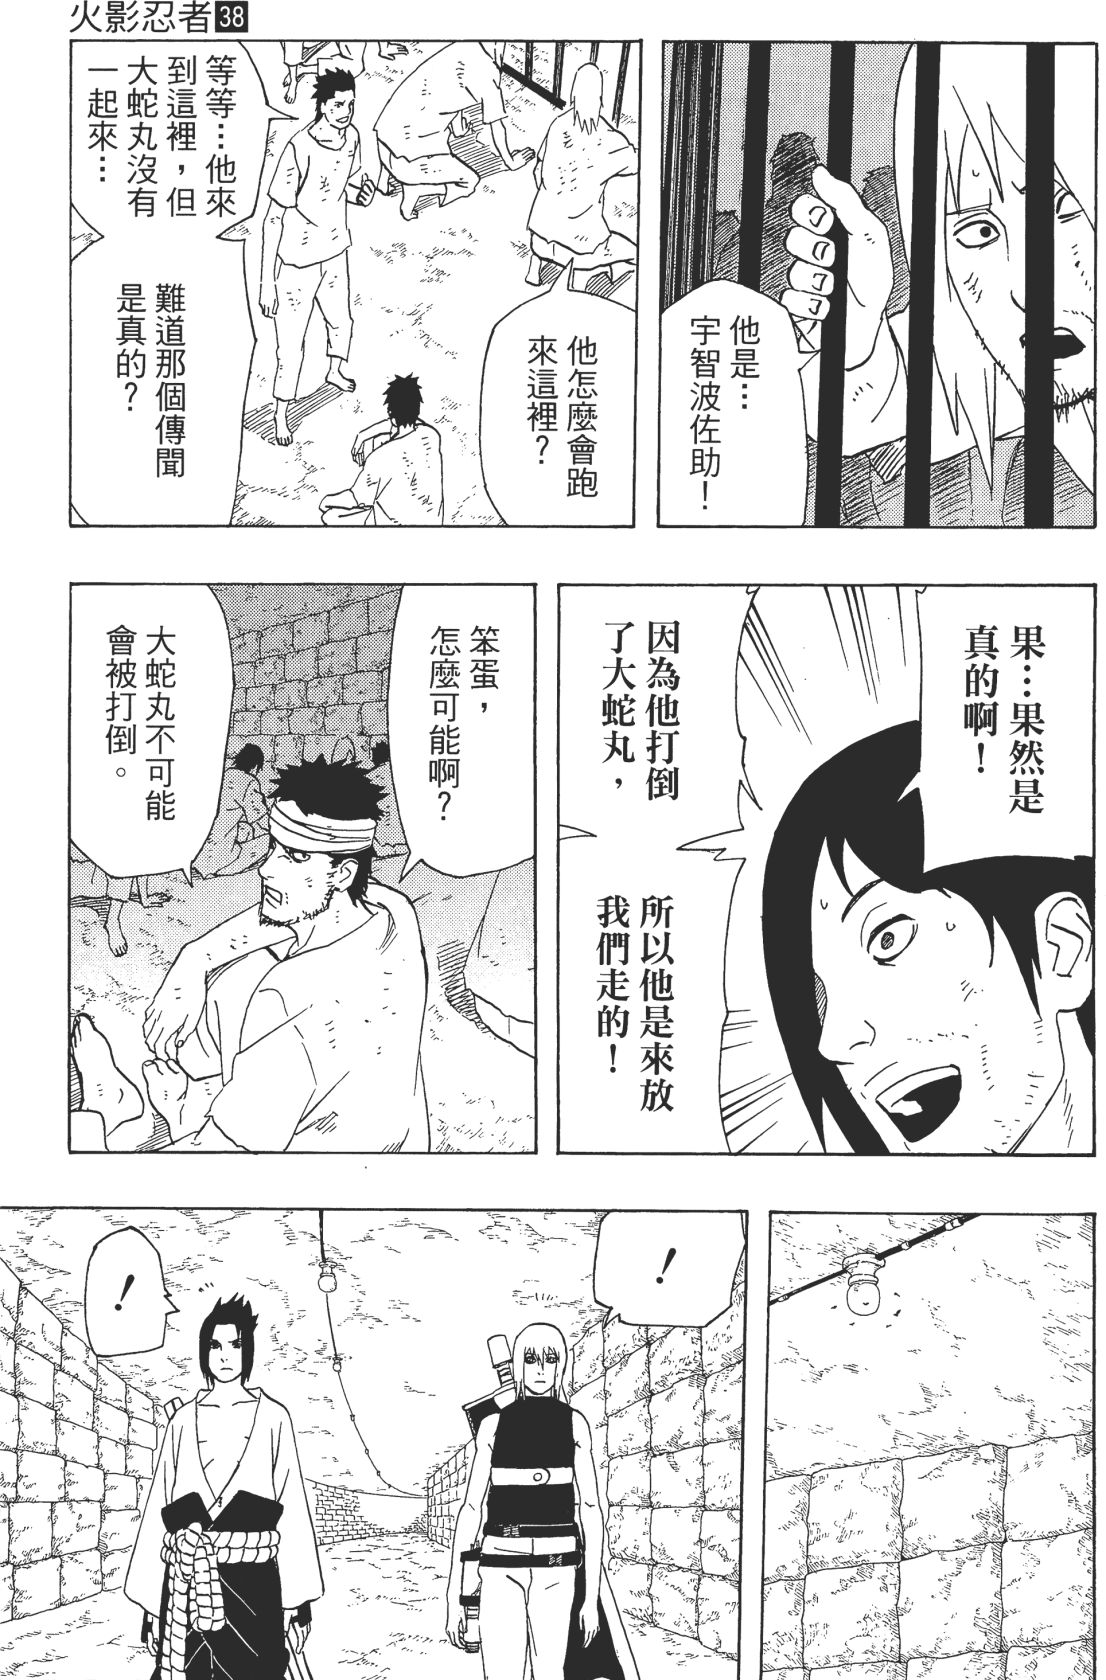 火影忍者38
他是…
宇智波佐助！
他怎麼會跑
來這裡？
等等…他來
到這裡，但
大蛇丸沒有
一起來…
難道那個傳聞
是真的？
果…果然是
真的啊！
因為他打倒
了大蛇丸，
所以他是來放
我們走的！
笨蛋，
怎麼可能啊？
大蛇丸不可能
會被打倒。
！
！